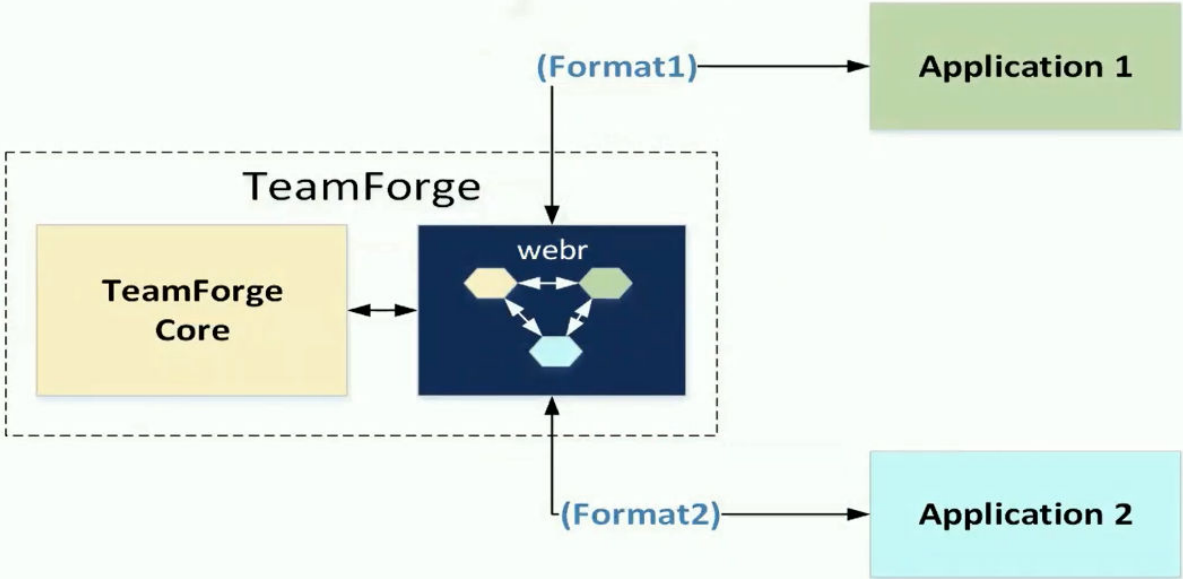 (Format1)
Application 1
TeamForge
TeamForge
Core
webr
(Format2)
Application 2